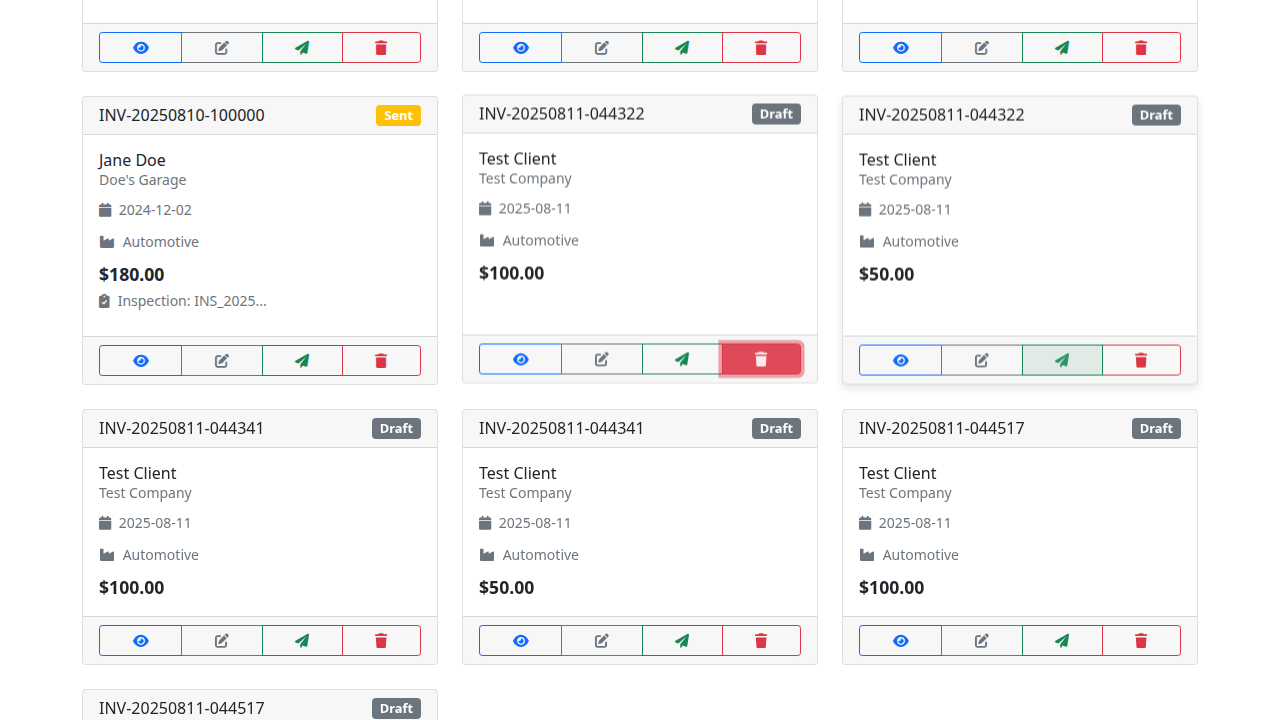 INV-20250810-100000 Sent
Jane Doe
Doe's Garage
2024-12-02
Automotive
$180.00
Inspection: INS_2025...
INV-20250811-044322 Draft
Test Client
Test Company
2025-08-11
Automotive
$100.00
INV-20250811-044322 Draft
Test Client
Test Company
2025-08-11
Automotive
$50.00
INV-20250811-044341 Draft
Test Client
Test Company
2025-08-11
Automotive
$100.00
INV-20250811-044341 Draft
Test Client
Test Company
2025-08-11
Automotive
$50.00
INV-20250811-044517 Draft
Test Client
Test Company
2025-08-11
Automotive
$100.00
INV-20250811-044517 Draft